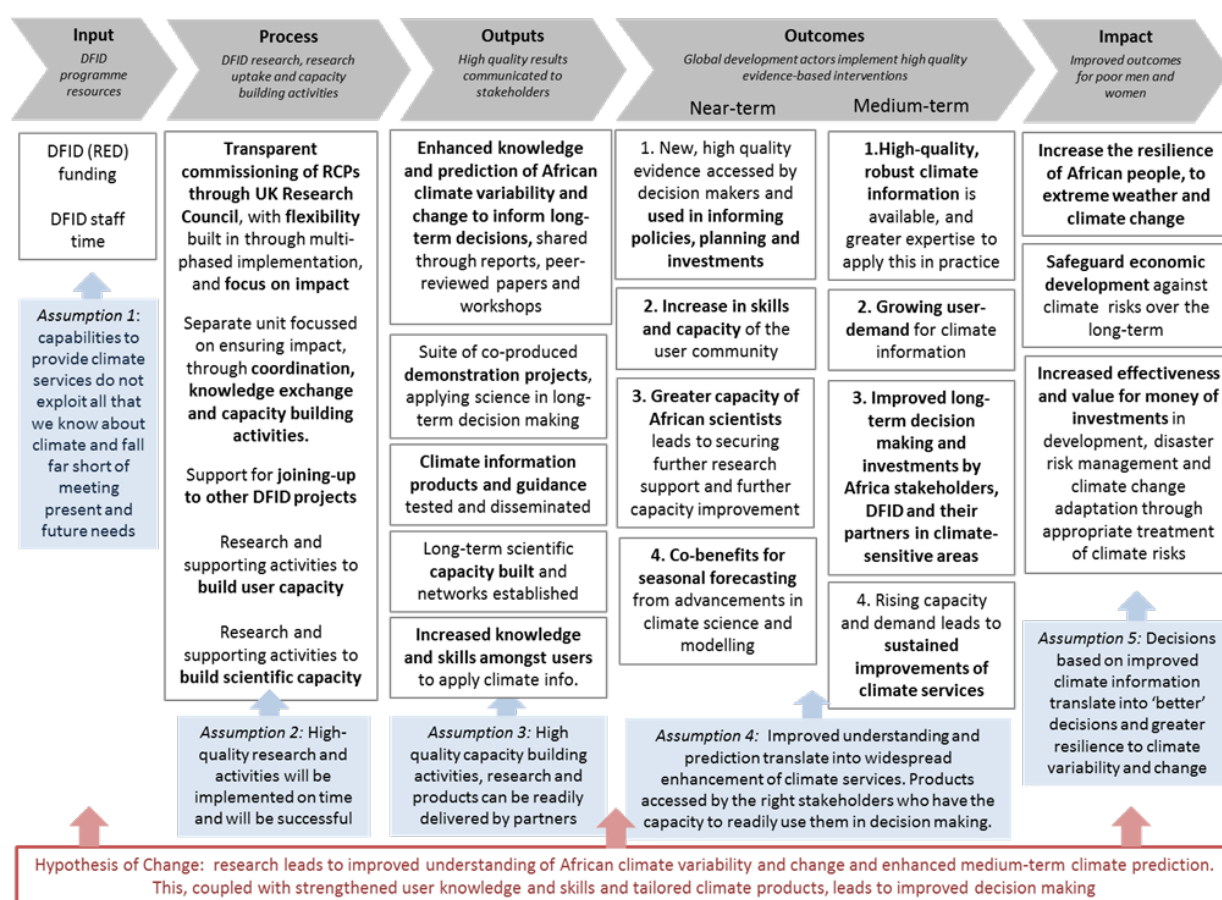 Input
DFID
programme
resources
Process
DFID research, research
uptake and capacity
building activities
Outputs
High quality results
communicated to
stakeholders
Outcomes
Global development actors implement high quality
evidence-based interventions
Near-term
Medium-term
Impact
Improved outcomes
for poor men and
women
DFID (RED)
funding
DFID staff
time
Assumption 1:
capabilities to
provide climate
services do not
exploit all that
we know about
climate and fall
far short of
meeting
present and
future needs
Transparent
commissioning of RCPs
through UK Research
Council, with flexibility
built in through multi-
phased implementation,
and focus on impact
Separate unit focussed
on ensuring impact,
through coordination,
knowledge exchange
and capacity building
activities.
Support for joining-up
to other DFID projects
Research and
supporting activities to
build user capacity
Research and
supporting activities to
build scientific capacity
Assumption 2: High-
quality research and
activities will be
implemented on time
and will be successful
Enhanced knowledge
and prediction of African
climate variability and
change to inform long-
term decisions, shared
through reports, peer-
reviewed papers and
workshops
Suite of co-produced
demonstration projects,
applying science in long-
term decision making
Climate information
products and guidance
tested and disseminated
Long-term scientific
capacity built and
networks established
Increased knowledge
and skills amongst users
to apply climate info.
Assumption 3: High
quality capacity building
activities, research and
products can be readily
delivered by partners
1. New, high quality
evidence accessed by
decision makers and
used in informing
policies, planning and
investments
2. Increase in skills
and capacity of the
user community
3. Greater capacity of
African scientists
leads to securing
further research
support and further
capacity improvement
4. Co-benefits for
seasonal forecasting
from advancements in
climate science and
modelling
1.High-quality,
robust climate
information is
available, and
greater expertise to
apply this in practice
2. Growing user-
demand for climate
information
3. Improved long-
term decision
making and
investments by
Africa stakeholders,
DFID and their
partners in climate-
sensitive areas
4. Rising capacity
and demand leads to
sustained
improvements of
climate services
Assumption 4: Improved understanding and
prediction translate into widespread
enhancement of climate services. Products
accessed by the right stakeholders who have the
capacity to readily use them in decision making.
Increase the resilience
of African people, to
extreme weather and
climate change
Safeguard economic
development against
climate risks over the
long-term
Increased effectiveness
and value for money of
investments in
development, disaster
risk management and
climate change
adaptation through
appropriate treatment
of climate risks
Assumption 5: Decisions
based on improved
climate information
translate into ‘better’
decisions and greater
resilience to climate
variability and change
Hypothesis of Change: research leads to improved understanding of African climate variability and change and enhanced medium-term climate prediction.
This, coupled with strengthened user knowledge and skills and tailored climate products, leads to improved decision making